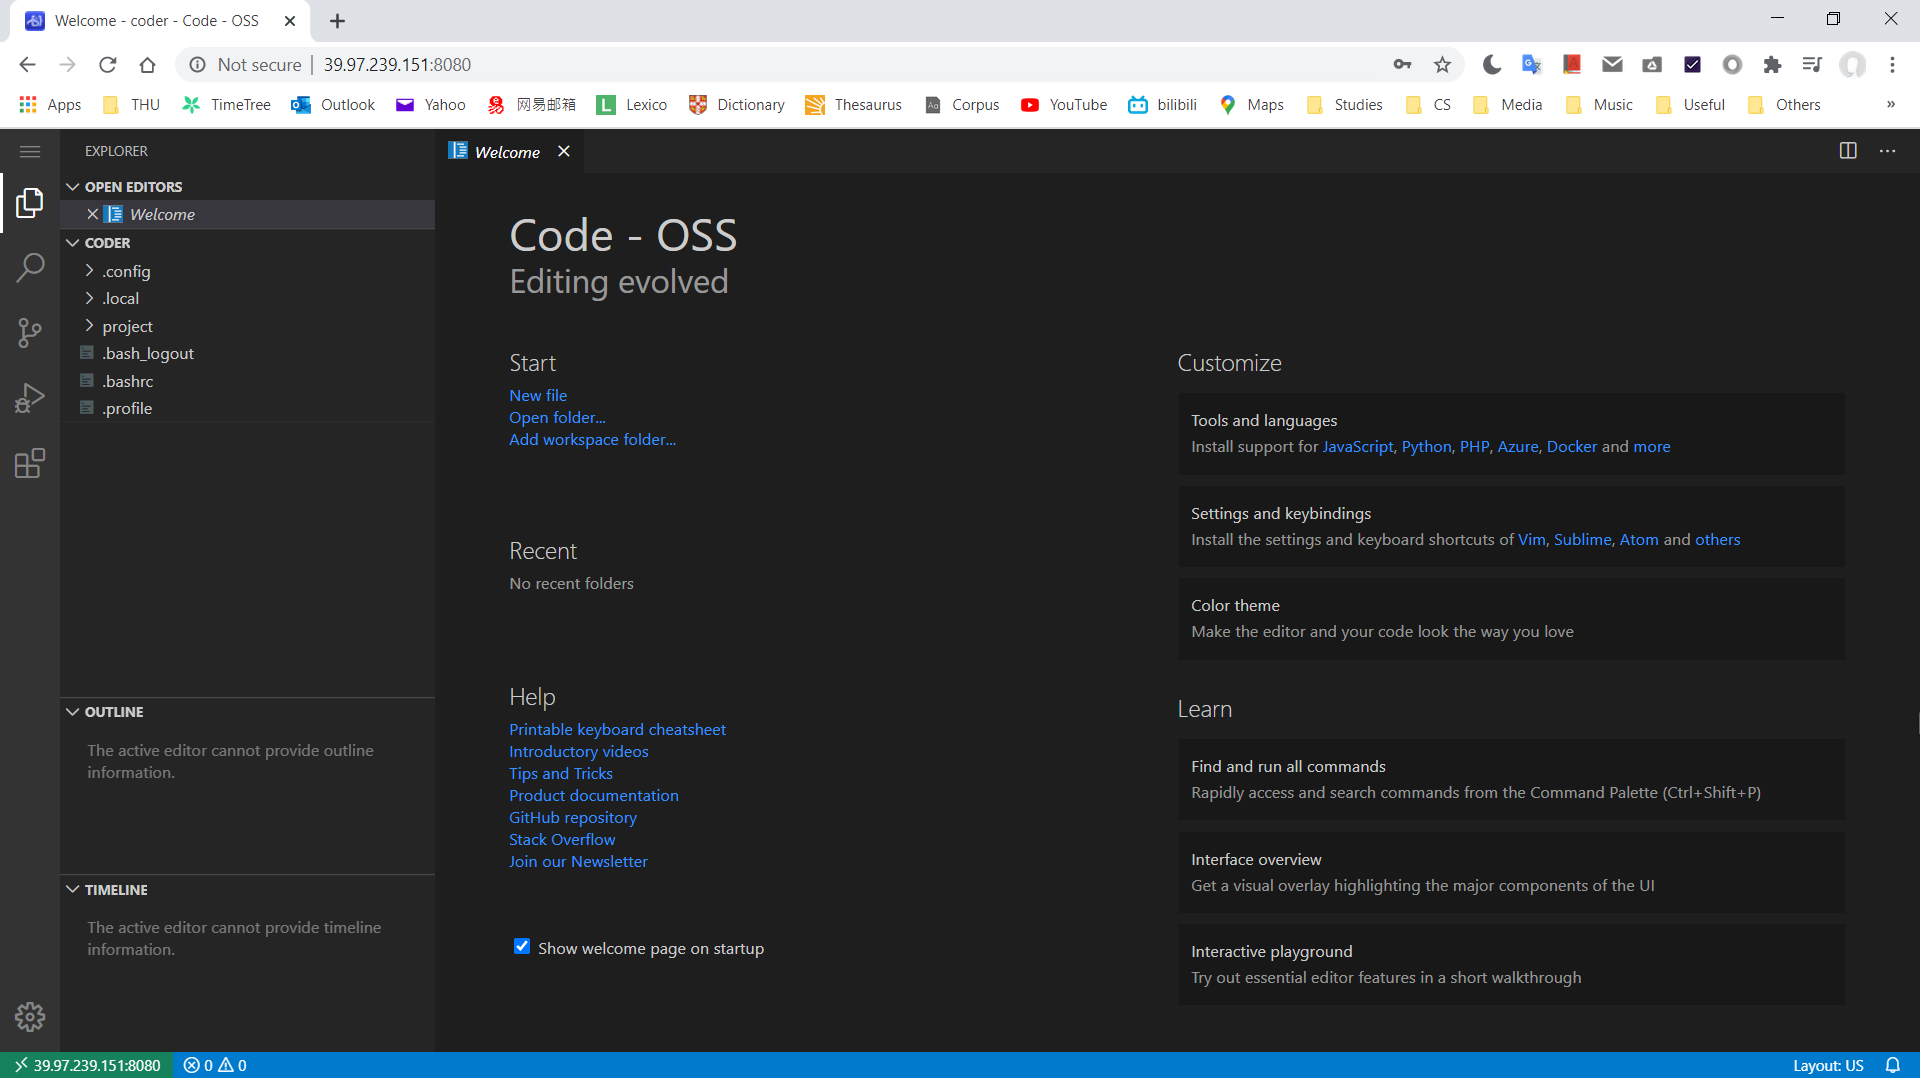 Welcome - coder - Code - OSS
Not secure | 39.97.239.151:8080
Apps THU TimeTree Outlook Yahoo 网易邮箱 Lexico Dictionary Thesaurus Corpus YouTube bilibili Maps Studies CS Media Music Useful Others »
EXPLORER
OPEN EDITORS
Welcome
CODER
.config
.local
project
.bash_logout
.bashrc
.profile
OUTLINE
The active editor cannot provide outline
information.
TIMELINE
The active editor cannot provide timeline
information.
Welcome
Code - OSS
Editing evolved
Start
New file
Open folder...
Add workspace folder...
Recent
No recent folders
Help
Printable keyboard cheatsheet
Introductory videos
Tips and Tricks
Product documentation
GitHub repository
Stack Overflow
Join our Newsletter
Show welcome page on startup
Customize
Tools and languages
Install support for JavaScript, Python, PHP, Azure, Docker and more
Settings and keybindings
Install the settings and keyboard shortcuts of Vim, Sublime, Atom and others
Color theme
Make the editor and your code look the way you love
Learn
Find and run all commands
Rapidly access and search commands from the Command Palette (Ctrl+Shift+P)
Interface overview
Get a visual overlay highlighting the major components of the UI
Interactive playground
Try out essential editor features in a short walkthrough
39.97.239.151:8080 0 0 Layout: US